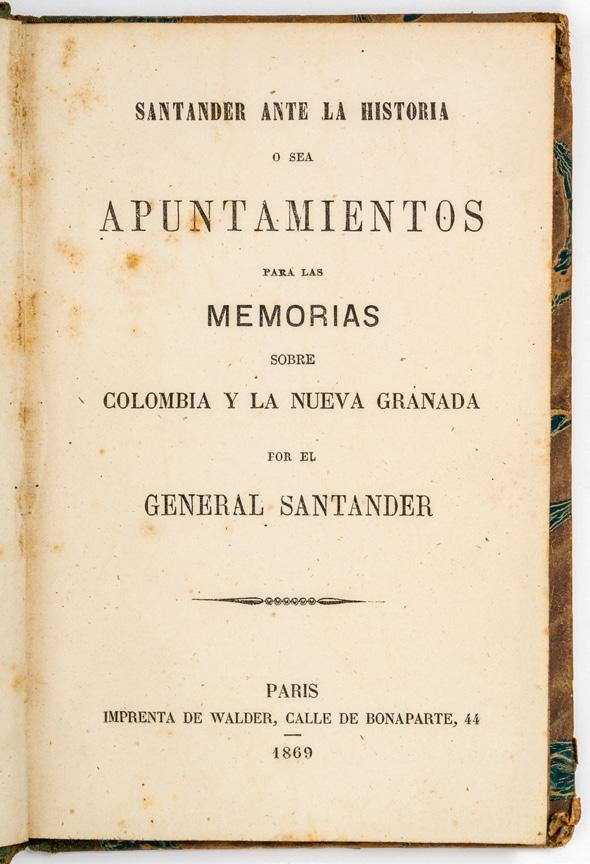 SANTANDER ANTE LA HISTORIA
O SEA
APUNTAMIENTOS
PARA LAS
MEMORIAS
SOBRE
COLOMBIA Y LA NUEVA GRANADA
POR EL
GENERAL SANTANDER
PARIS
IMPRENTA DE WALDER, CALLE DE BONAPARTE, 44
1869